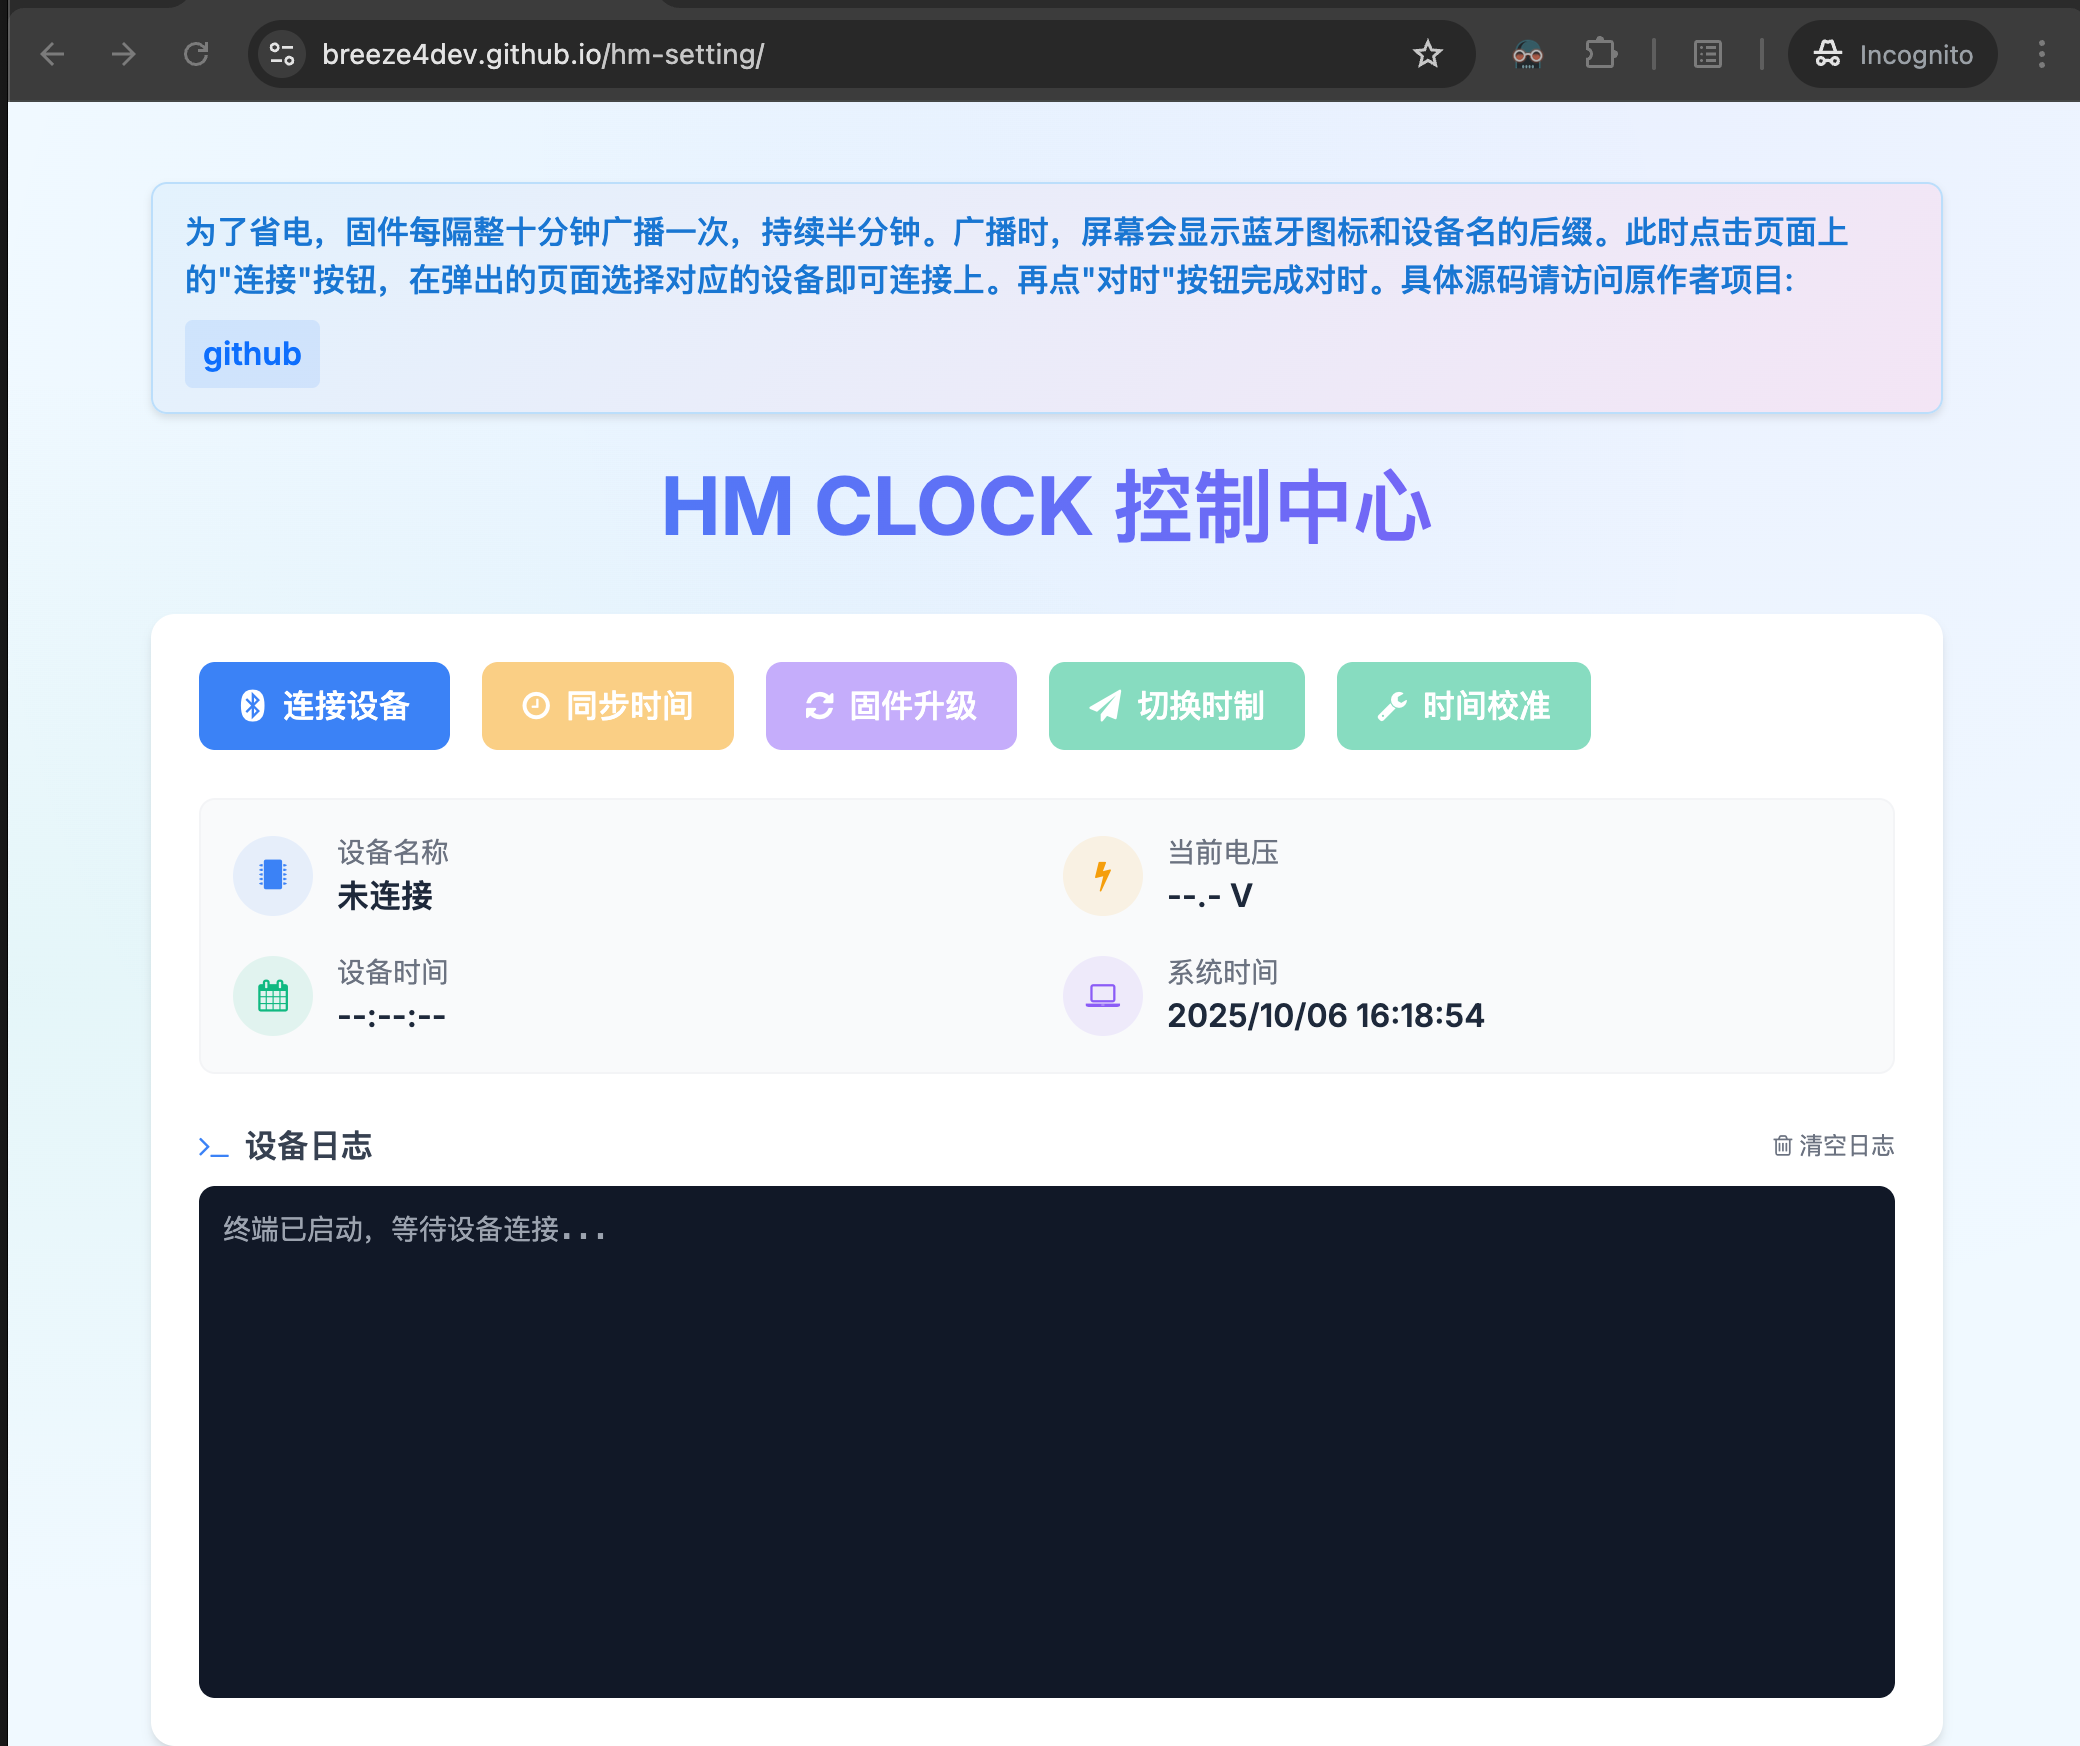 breeze4dev.github.io/hm-setting/
Incognito
为了省电，固件每隔整十分钟广播一次，持续半分钟。广播时，屏幕会显示蓝牙图标和设备名的后缀。此时点击页面上
的"连接"按钮，在弹出的页面选择对应的设备即可连接上。再点"对时"按钮完成对时。具体源码请访问原作者项目:
github
HM CLOCK 控制中心
连接设备 同步时间 固件升级 切换时制 时间校准
设备名称 当前电压
未连接 --.- V
设备时间 系统时间
--:--:-- 2025/10/06 16:18:54
设备日志 清空日志
终端已启动，等待设备连接...